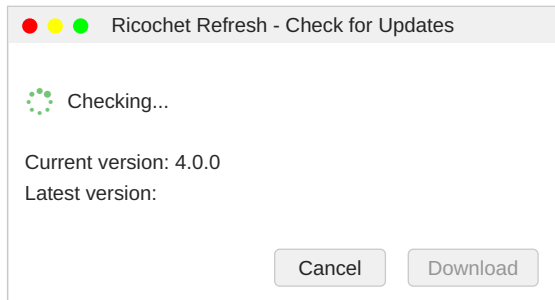 Ricochet Refresh - Check for Updates
Checking...
Current version: 4.0.0
Latest version:
Cancel Download